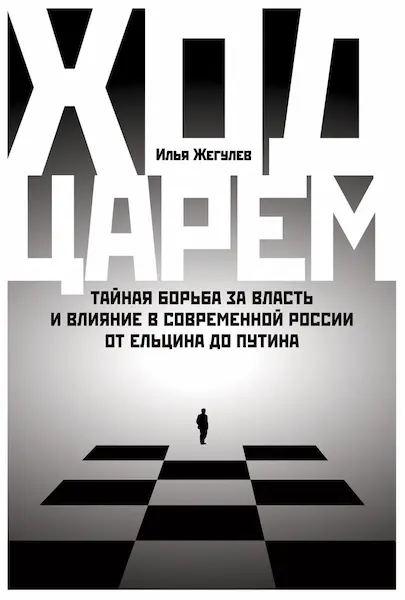 ХОД
Илья Жегулев
ЦАРЕМ
ТАЙНАЯ БОРЬБА ЗА ВЛАСТЬ
И ВЛИЯНИЕ В СОВРЕМЕННОЙ РОССИИ
ОТ ЕЛЬЦИНА ДО ПУТИНА